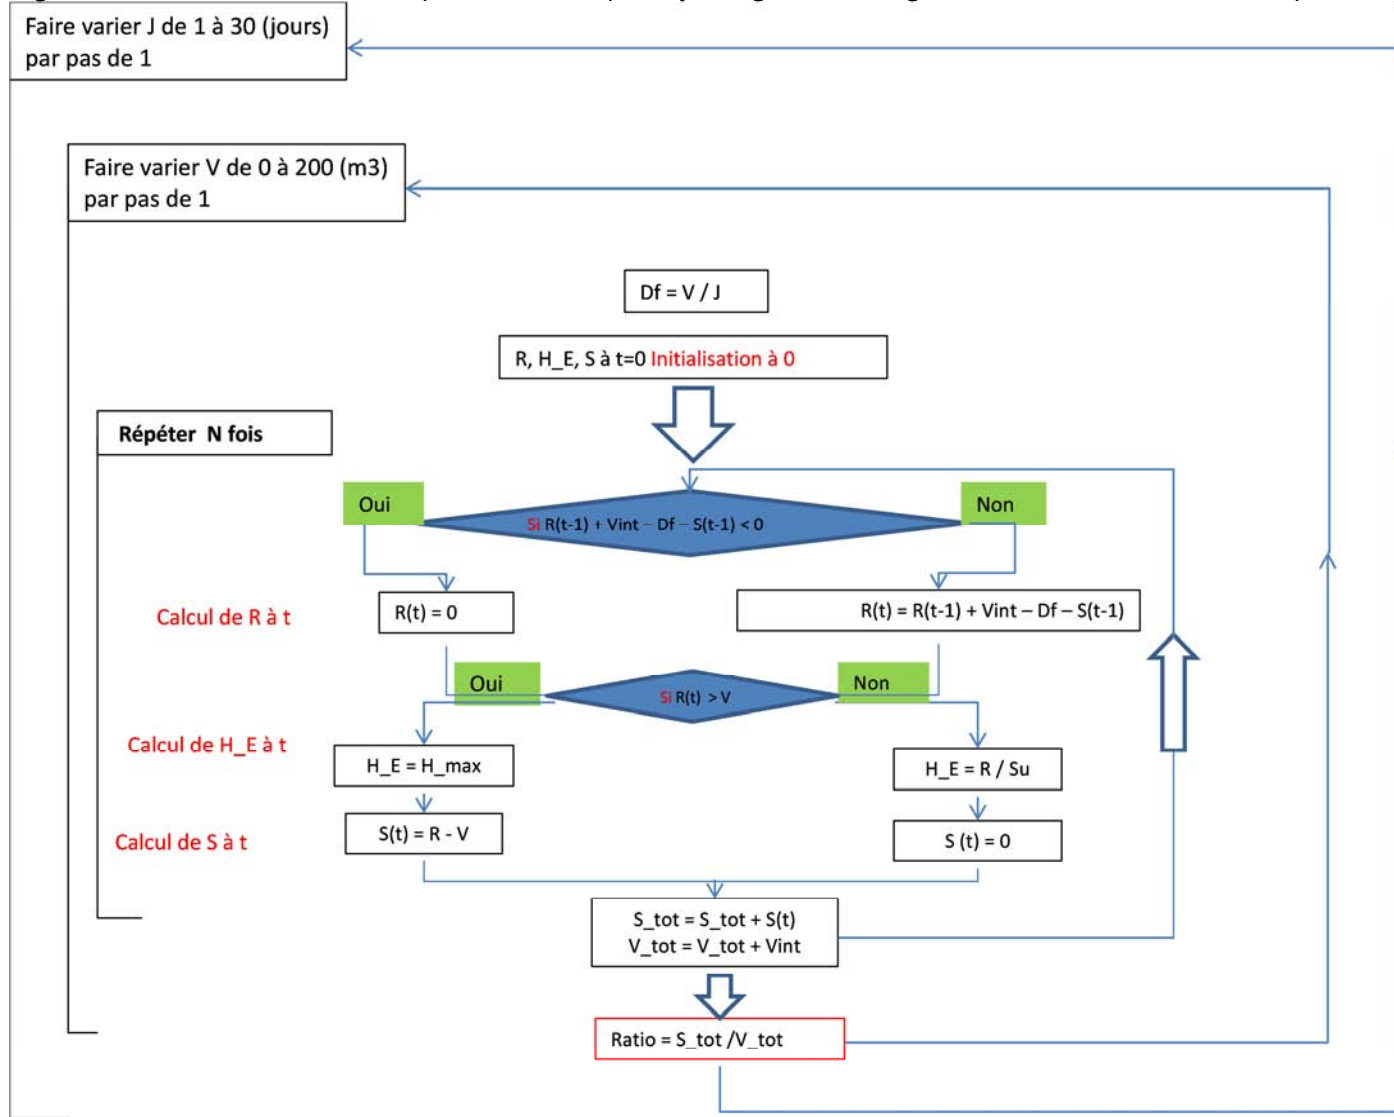 Faire varier J de 1 à 30 (jours)
par pas de 1
Faire varier V de 0 à 200 (m3)
par pas de 1
Df = V / J
R, H_E, S à t=0 Initialisation à 0
Répéter N fois
Oui
Si R(t-1) + Vint – Df – S(t-1) < 0
Non
Calcul de R à t
R(t) = 0
R(t) = R(t-1) + Vint – Df – S(t-1)
Oui
Si R(t) > V
Non
Calcul de H_E à t
H_E = H_max
H_E = R / Su
Calcul de S à t
S(t) = R - V
S (t) = 0
S_tot = S_tot + S(t)
V_tot = V_tot + Vint
Ratio = S_tot /V_tot